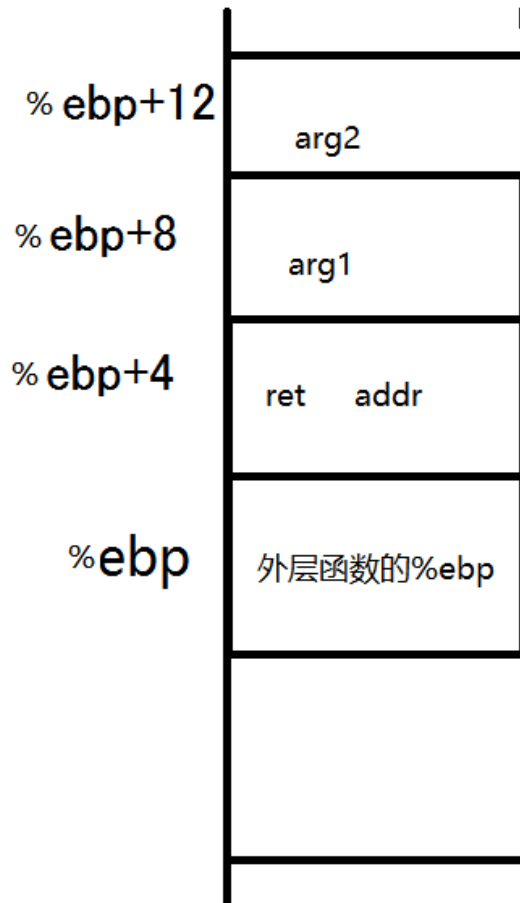 % ebp+12
arg2
% ebp+8
arg1
% ebp+4
ret addr
%ebp
外层函数的%ebp